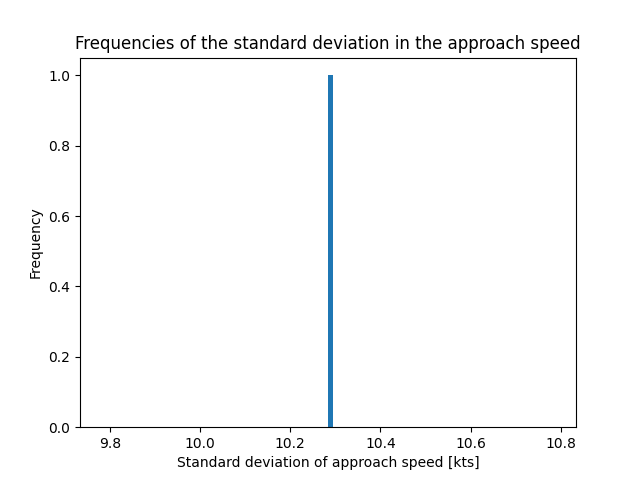 Frequencies of the standard deviation in the approach speed
1.0
0.8
0.6
0.4
0.2
0.0
Frequency
9.8 10.0 10.2 10.4 10.6 10.8
Standard deviation of approach speed [kts]